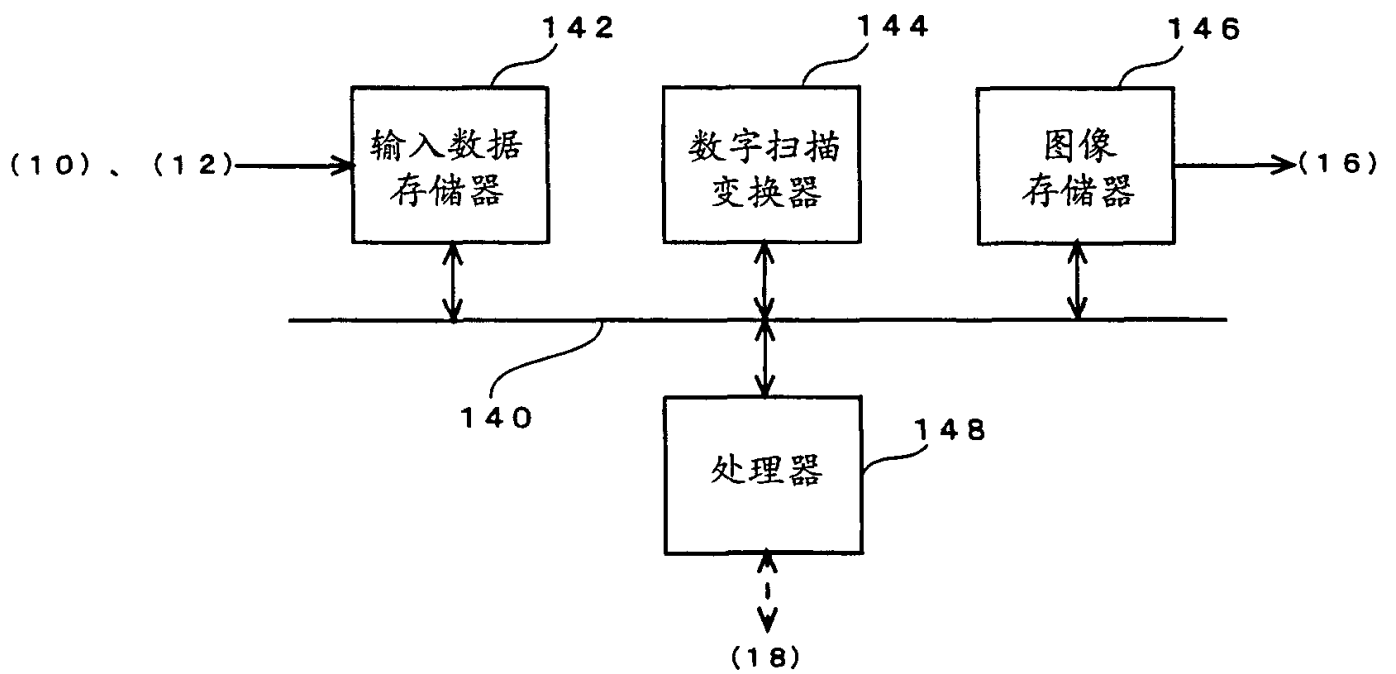 142
144
146
(10)、(12)
输入数据
存储器
数字扫描
变换器
图像
存储器
(16)
140
148
处理器
(18)